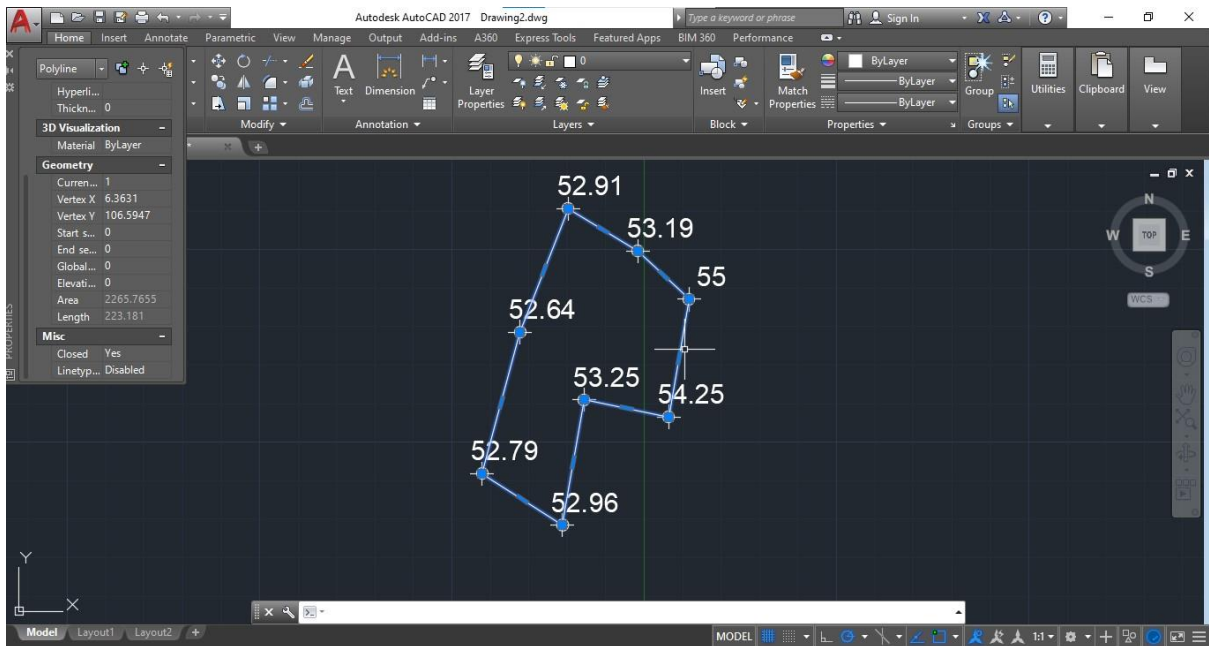 Autodesk AutoCAD 2017 Drawing2.dwg
Type a keyword or phrase
Sign In
Home Insert Annotate Parametric View Manage Output Add-ins A360 Express Tools Featured Apps BIM 360 Performance
Polyline
Hyperli...
Thickn... 0
3D Visualization
Material ByLayer
Geometry
Curren... 1
Vertex X 6.3631
Vertex Y 106.5947
Start s... 0
End se... 0
Global... 0
Elevati... 0
Area 2265.7655
Length 223.181
Misc
Closed Yes
Linetyp... Disabled
PROPERTIES
Text
Dimension
Layer
Properties
0
Insert
Match
Properties
ByLayer
ByLayer
ByLayer
Group
Utilities
Clipboard
View
Modify
Annotation
Layers
Block
Properties
Groups
52.91
53.19
55
52.64
53.25
54.25
52.79
52.96
N
W TOP E
S
WCS
Y
X
Model Layout1 Layout2 +
MODEL
1:1